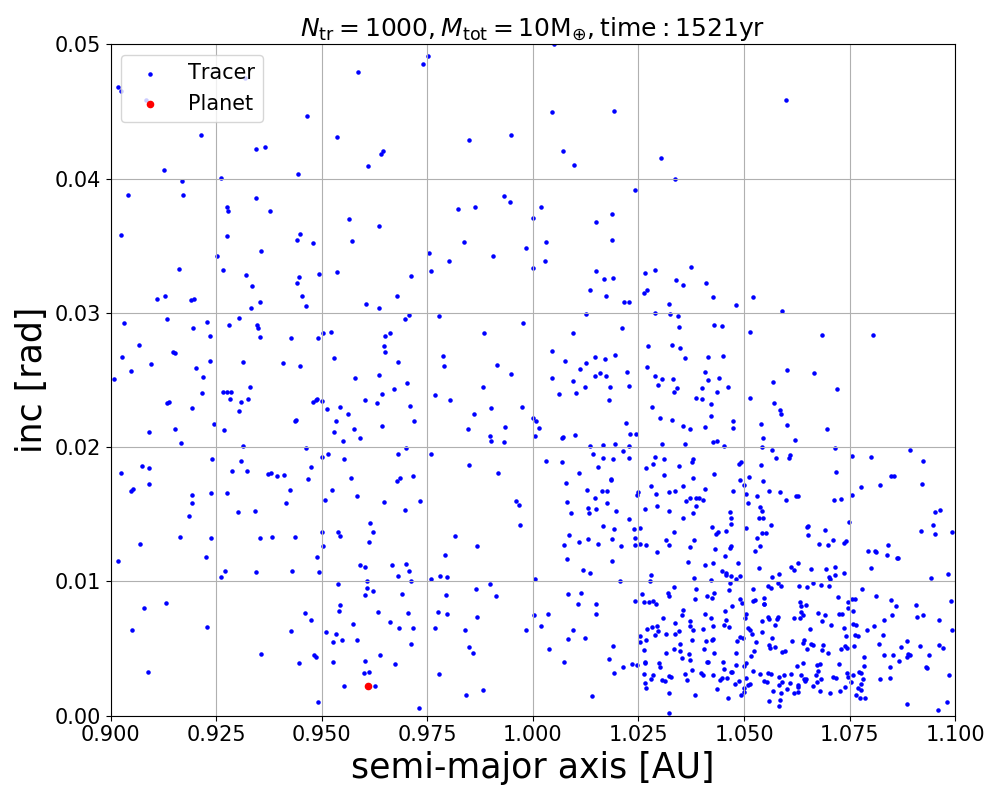 N_tr = 1000, M_tot = 10M_⊕, time : 1521yr
Tracer
Planet
0.05
0.04
0.03
0.02
0.01
0.00
inc [rad]
0.900 0.925 0.950 0.975 1.000 1.025 1.050 1.075 1.100
semi-major axis [AU]